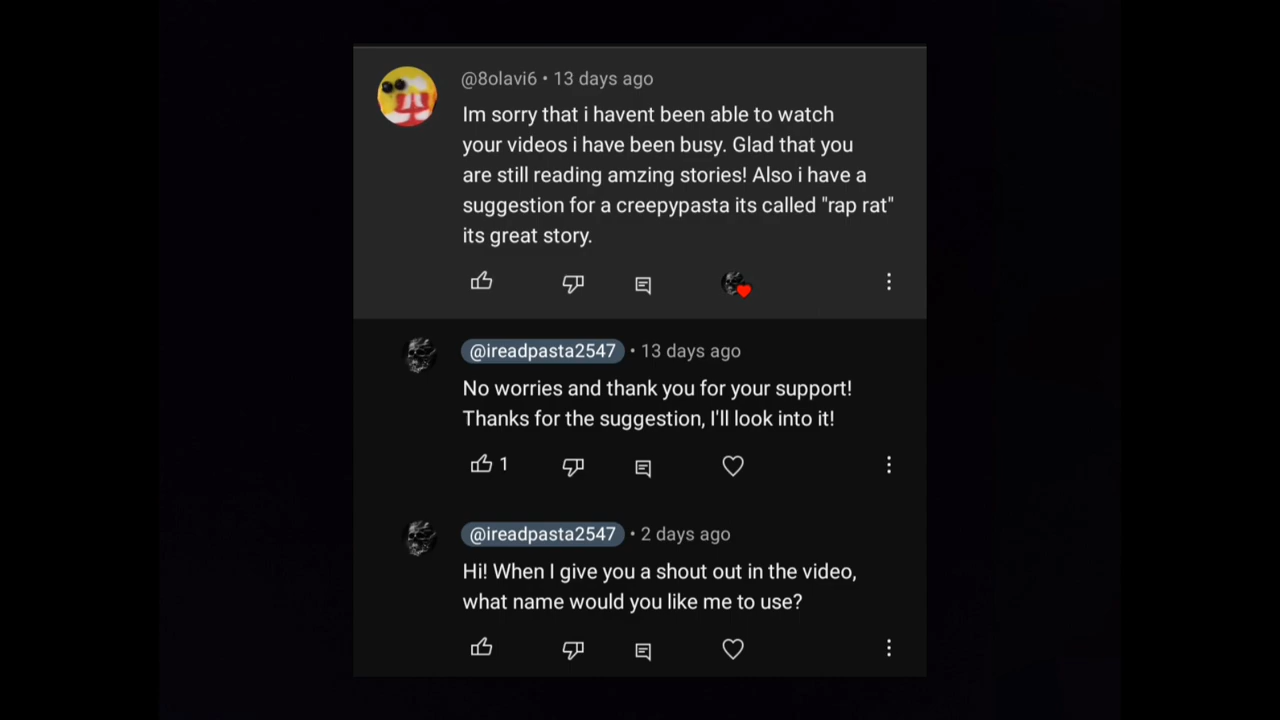 @8olavi6 • 13 days ago
Im sorry that i havent been able to watch
your videos i have been busy. Glad that you
are still reading amzing stories! Also i have a
suggestion for a creepypasta its called "rap rat"
its great story.
@ireadpasta2547 • 13 days ago
No worries and thank you for your support!
Thanks for the suggestion, I'll look into it!
1
@ireadpasta2547 • 2 days ago
Hi! When I give you a shout out in the video,
what name would you like me to use?